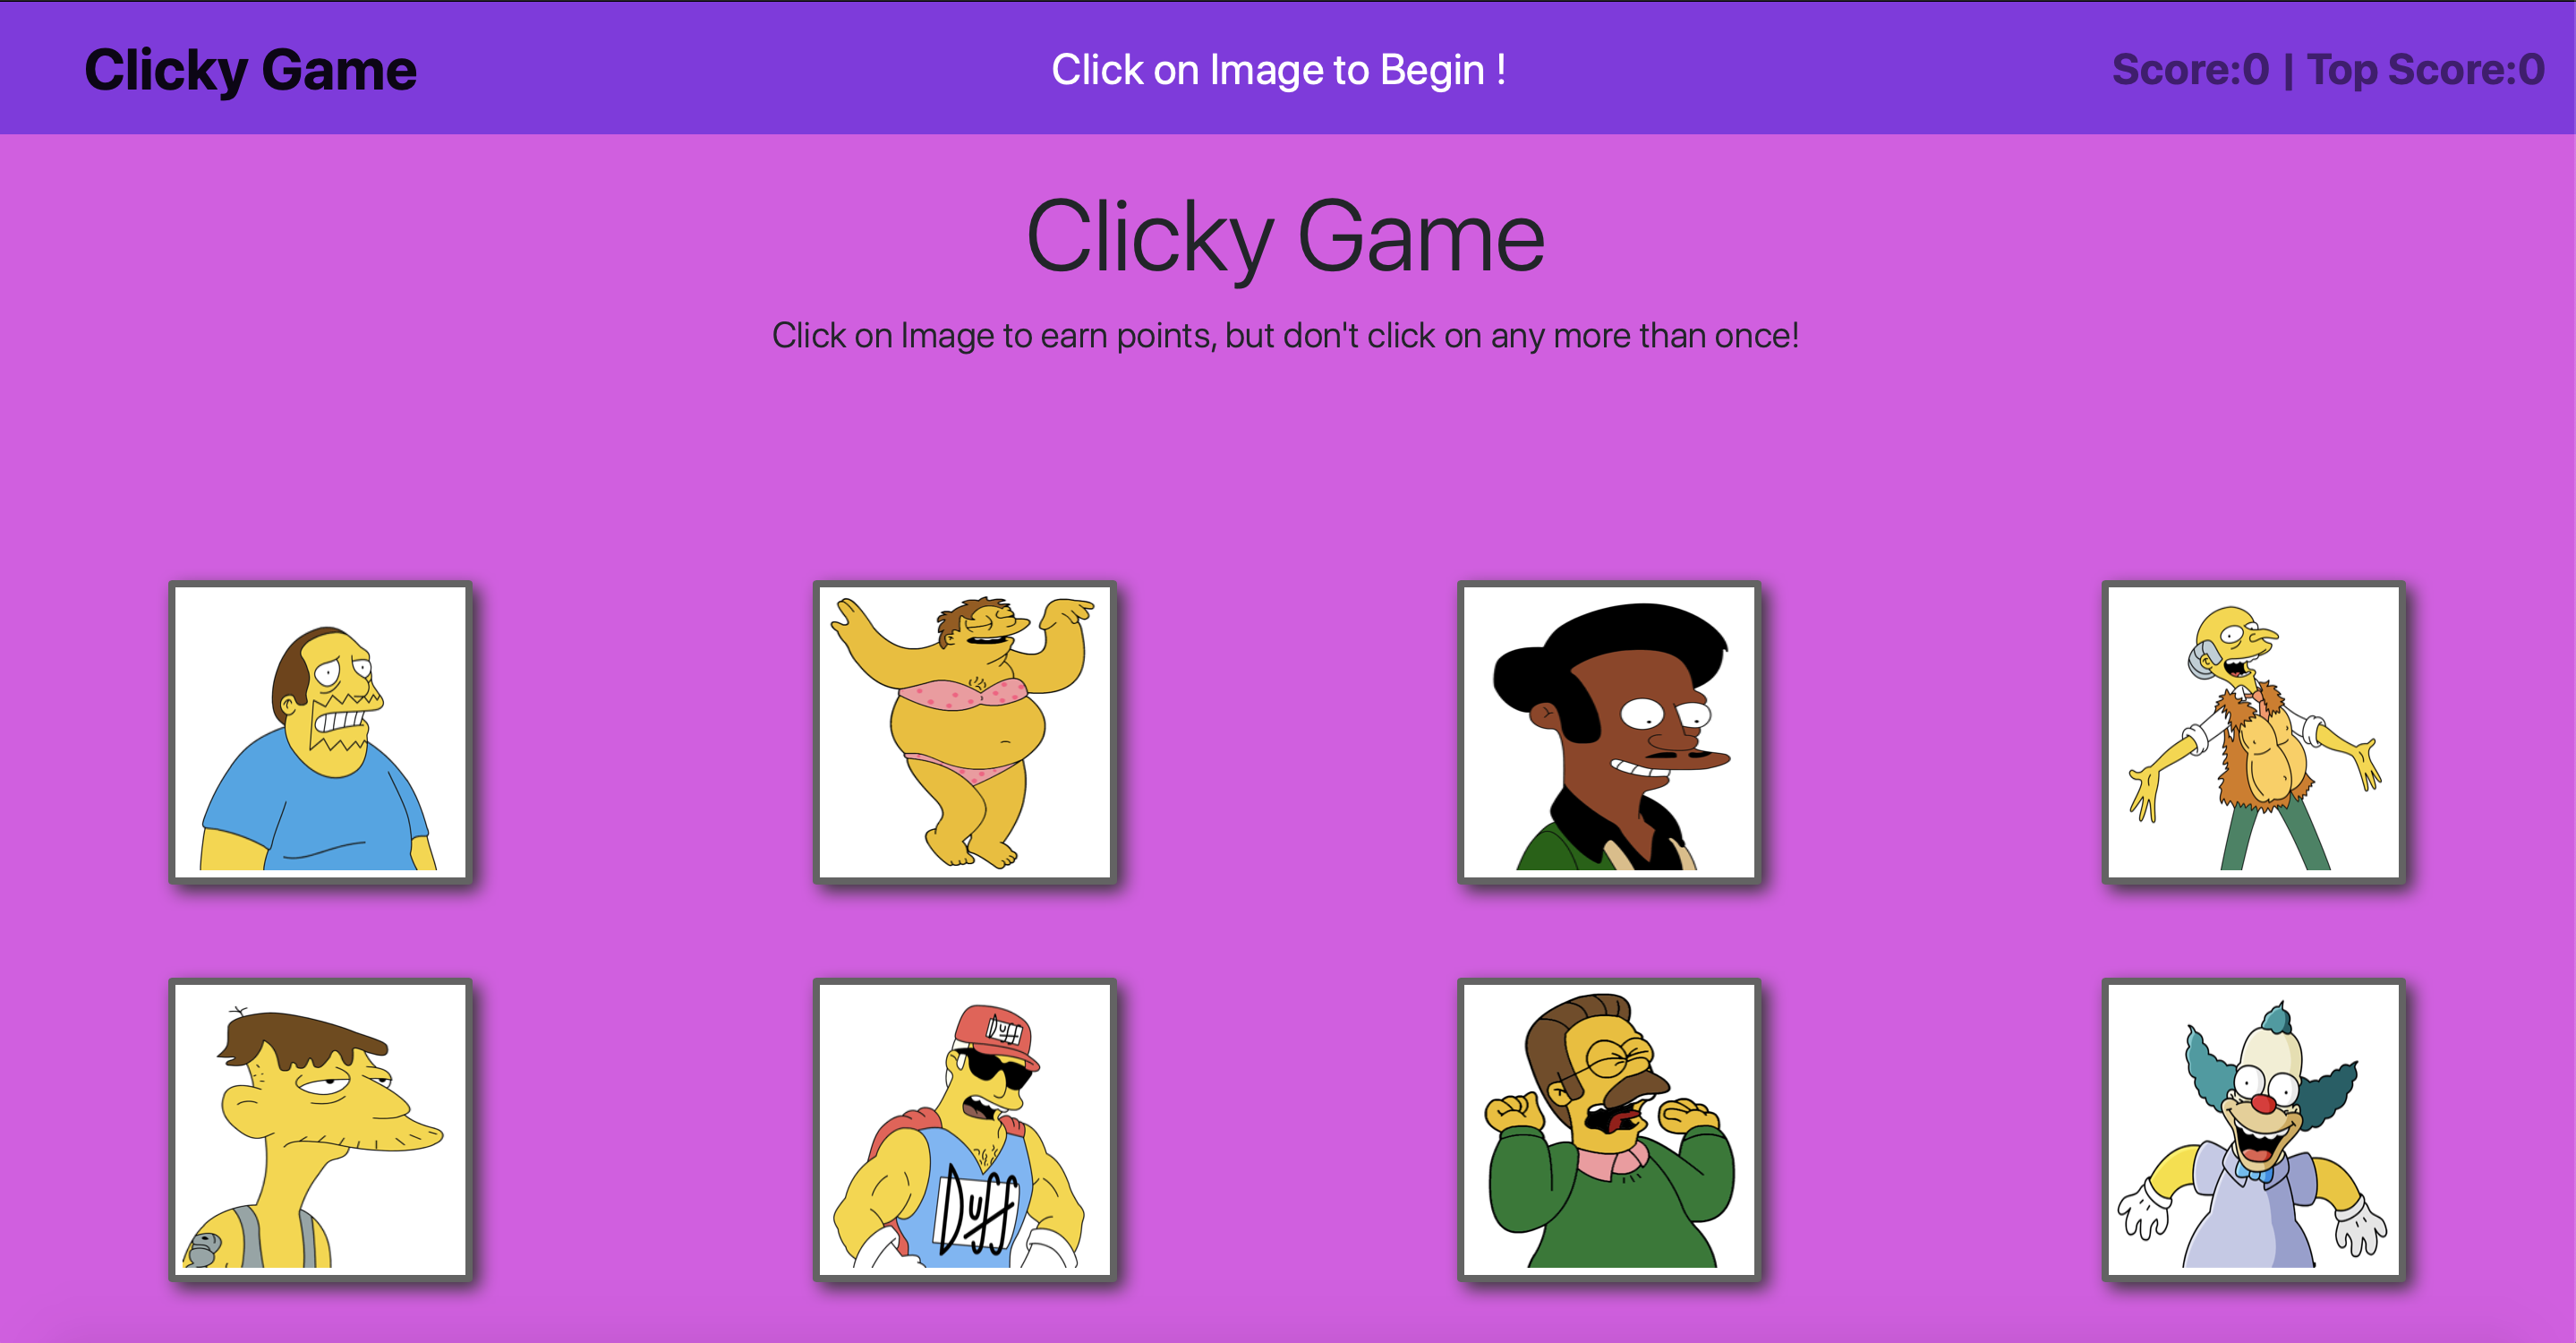 Clicky Game
Click on Image to Begin !
Score:0 | Top Score:0
Clicky Game
Click on Image to earn points, but don't click on any more than once!
Duff
Duff